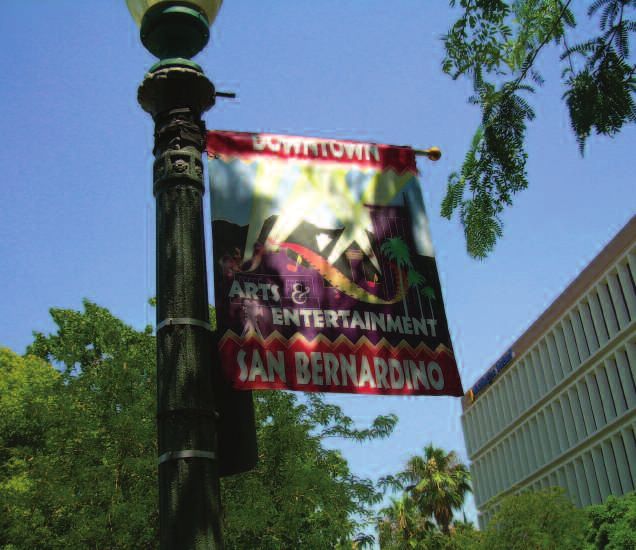 DOWNTOWN
ARTS &
ENTERTAINMENT
SAN BERNARDINO